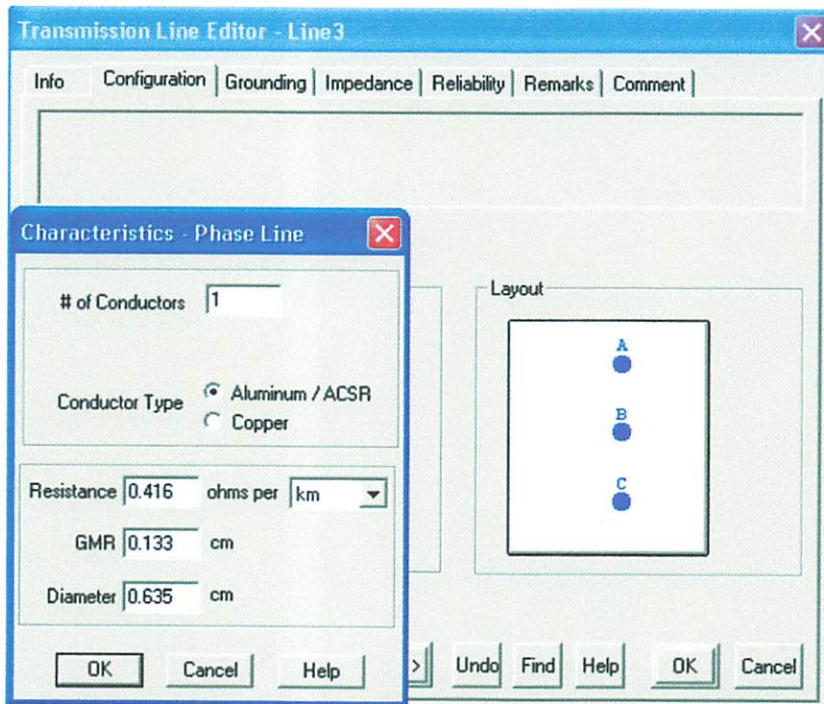 Transmission Line Editor - Line3
Info Configuration Grounding Impedance Reliability Remarks Comment
Characteristics - Phase Line
# of Conductors 1
Conductor Type Aluminum / ACSR
Copper
Resistance 0.416 ohms per km
GMR 0.133 cm
Diameter 0.635 cm
OK Cancel Help
Layout
A
B
C
> Undo Find Help OK Cancel